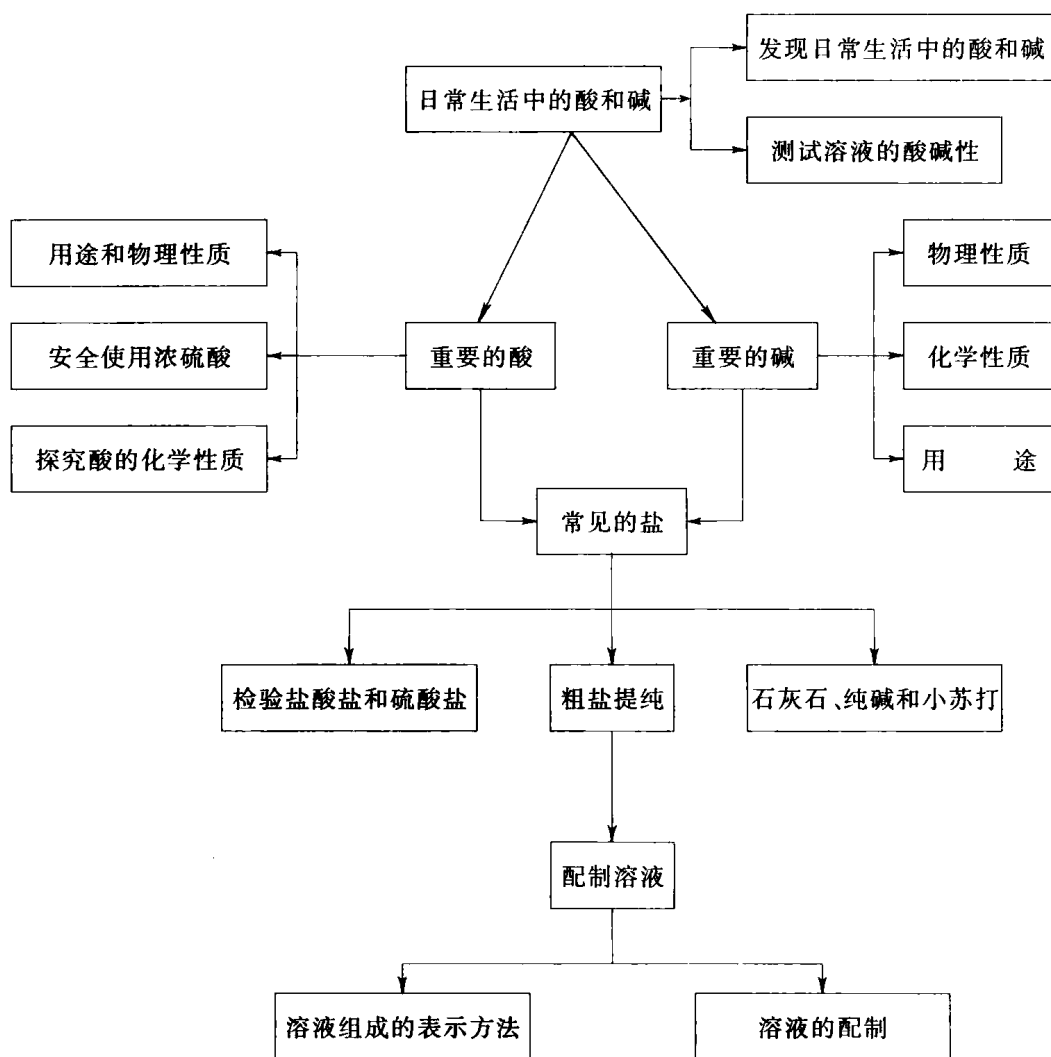 发现日常生活中的酸和碱
日常生活中的酸和碱
测试溶液的酸碱性
用途和物理性质
物理性质
安全使用浓硫酸
重要的酸
重要的碱
化学性质
探究酸的化学性质
用 途
常见的盐
检验盐酸盐和硫酸盐
粗盐提纯
石灰石、纯碱和小苏打
配制溶液
溶液组成的表示方法
溶液的配制